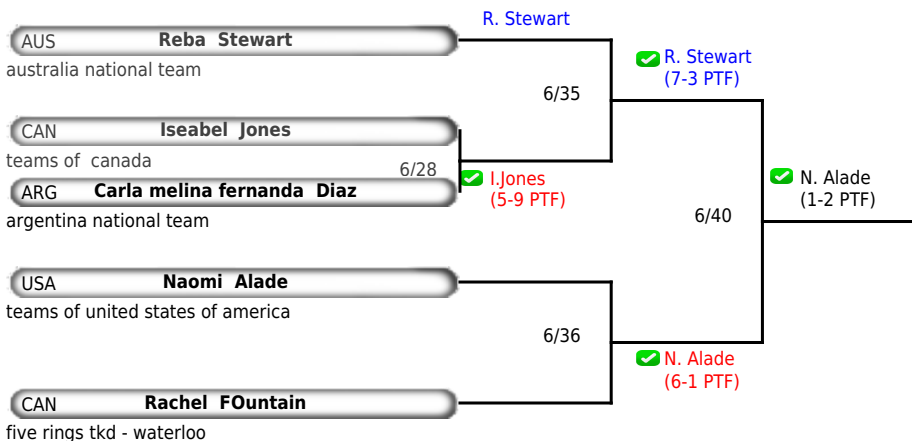 R. Stewart
AUS Reba Stewart
australia national team
R. Stewart
(7-3 PTF)
6/35
CAN Iseabel Jones
teams of canada
6/28
ARG Carla melina fernanda Diaz
argentina national team
I.Jones
(5-9 PTF)
N. Alade
(1-2 PTF)
6/40
USA Naomi Alade
teams of united states of america
6/36
N. Alade
(6-1 PTF)
CAN Rachel FOuntain
five rings tkd - waterloo